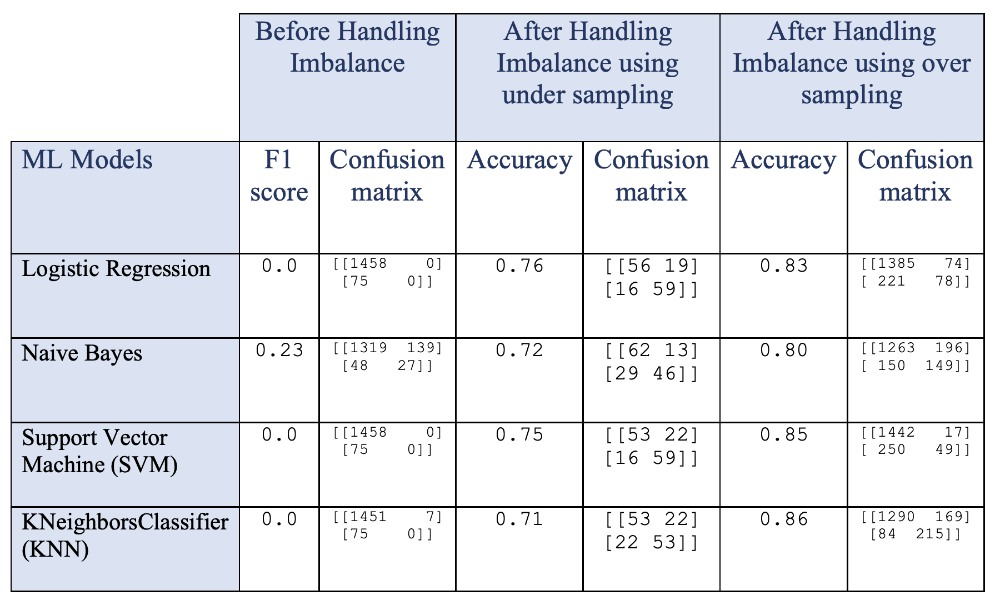 Before Handling
Imbalance
After Handling
Imbalance using
under sampling
After Handling
Imbalance using over
sampling
ML Models
F1
score
Confusion
matrix
Accuracy
Confusion
matrix
Accuracy
Confusion
matrix
Logistic Regression
0.0
[[1458 0]
[75 0]]
0.76
[[56 19]
[16 59]]
0.83
[[1385 74]
[ 221 78]]
Naive Bayes
0.23
[[1319 139]
[48 27]]
0.72
[[62 13]
[29 46]]
0.80
[[1263 196]
[ 150 149]]
Support Vector
Machine (SVM)
0.0
[[1458 0]
[75 0]]
0.75
[[53 22]
[16 59]]
0.85
[[1442 17]
[ 250 49]]
KNeighborsClassifier
(KNN)
0.0
[[1451 7]
[75 0]]
0.71
[[53 22]
[22 53]]
0.86
[[1290 169]
[84 215]]